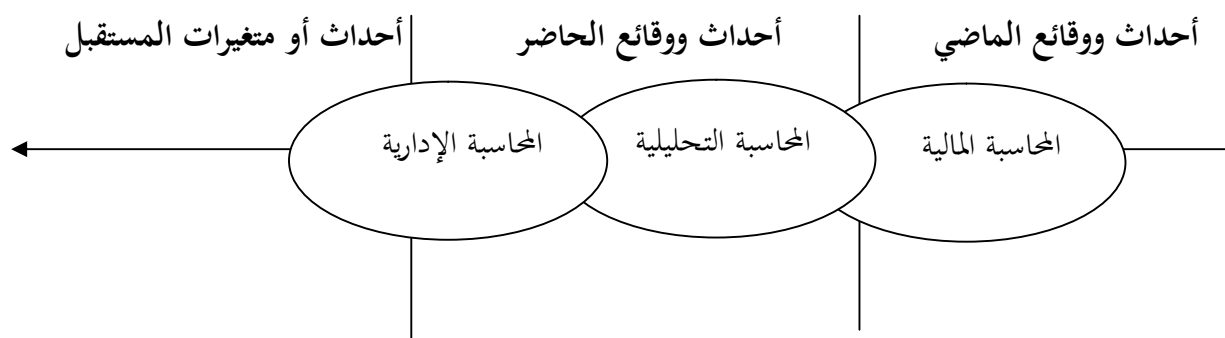 أحداث ووقائع الماضي
أحداث ووقائع الحاضر
أحداث أو متغيرات المستقبل
المحاسبة المالية
المحاسبة التحليلية
المحاسبة الإدارية